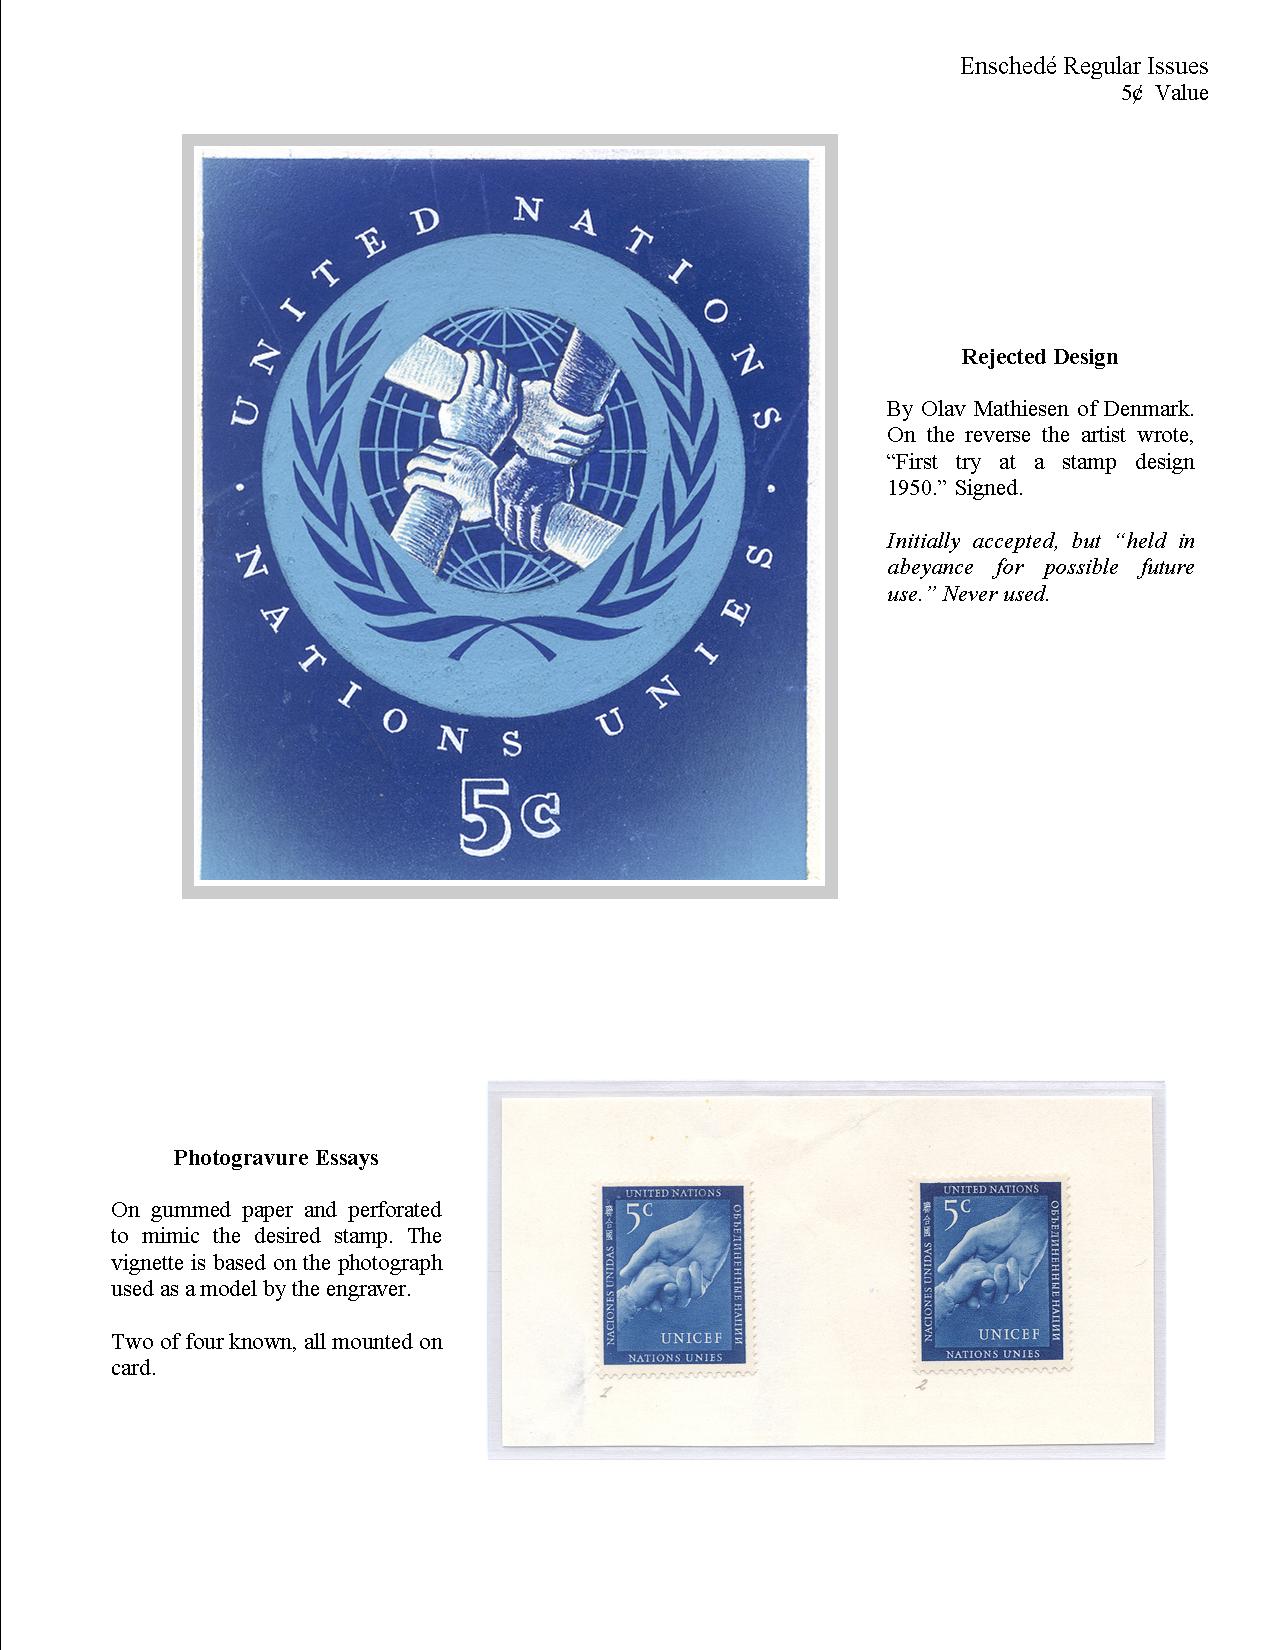 Enschedé Regular Issues
5¢ Value
UNITED NATIONS
· NATIONS UNIES ·
5c
Rejected Design
By Olav Mathiesen of Denmark.
On the reverse the artist wrote,
“First try at a stamp design
1950.” Signed.
Initially accepted, but “held in
abeyance for possible future
use.” Never used.
Photogravure Essays
On gummed paper and perforated
to mimic the desired stamp. The
vignette is based on the photograph
used as a model by the engraver.
Two of four known, all mounted on
card.
UNITED NATIONS
5c
NACIONES UNIDAS 聯合國
ОБЪЕДИНЕННЫЕ НАЦИИ
UNICEF
NATIONS UNIES
1
UNITED NATIONS
5c
NACIONES UNIDAS 聯合國
ОБЪЕДИНЕННЫЕ НАЦИИ
UNICEF
NATIONS UNIES
2